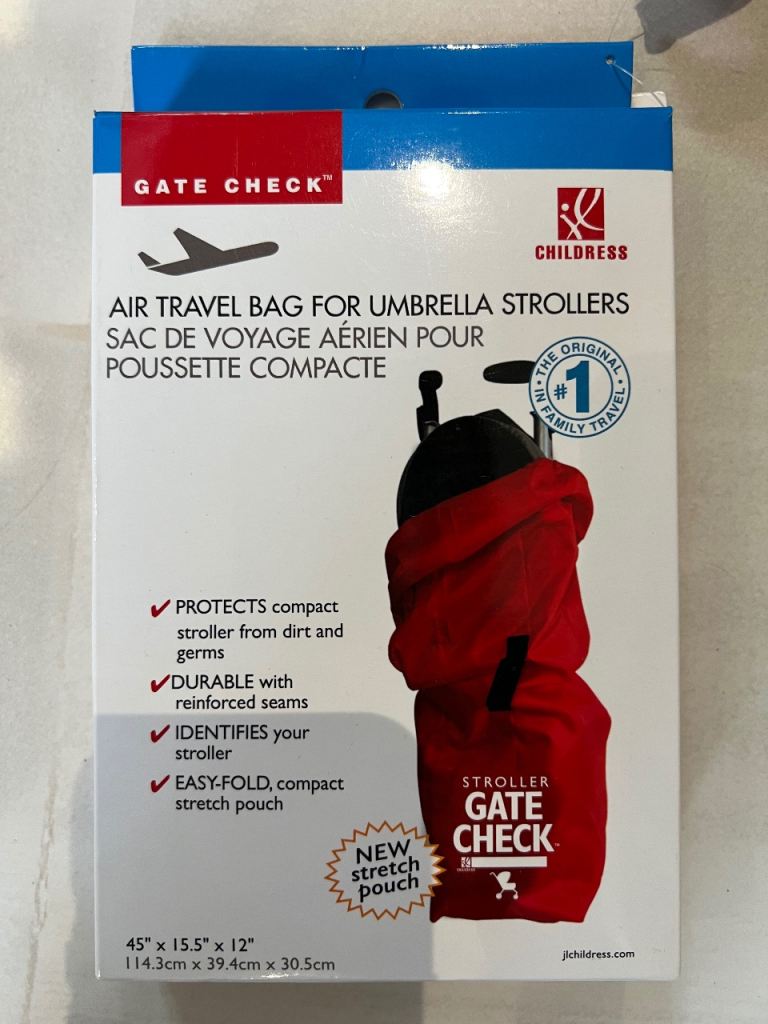 GATE CHECK™
CHILDRESS
AIR TRAVEL BAG FOR UMBRELLA STROLLERS
SAC DE VOYAGE AÉRIEN POUR
POUSSETTE COMPACTE
THE ORIGINAL
#1
IN FAMILY TRAVEL
PROTECTS compact
stroller from dirt and
germs
DURABLE with
reinforced seams
IDENTIFIES your
stroller
EASY-FOLD, compact
stretch pouch
STROLLER
GATE
CHECK™
NEW
stretch
pouch
45" x 15.5" x 12"
114.3cm x 39.4cm x 30.5cm
jlchildress.com